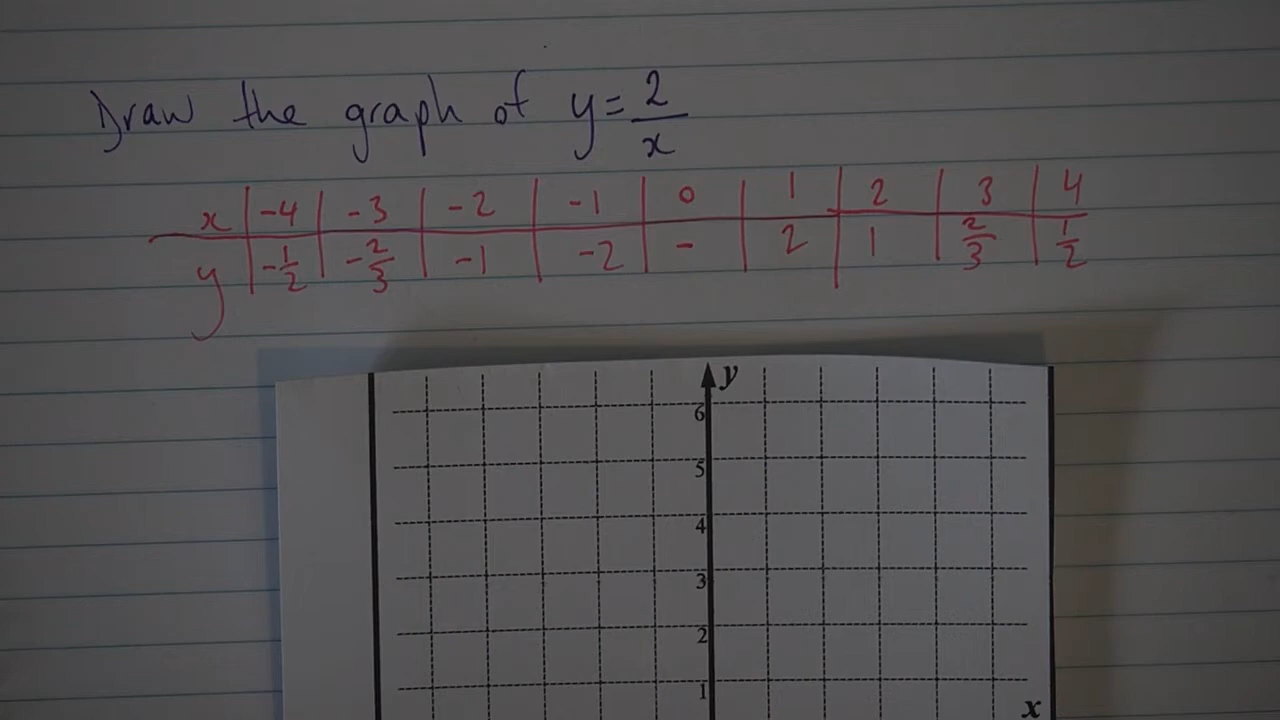 Draw the graph of y = 2/x
x | -4 | -3 | -2 | -1 | 0 | 1 | 2 | 3 | 4
y | -1/2 | -2/3 | -1 | -2 | - | 2 | 1 | 2/3 | 1/2
y
6
5
4
3
2
1
x